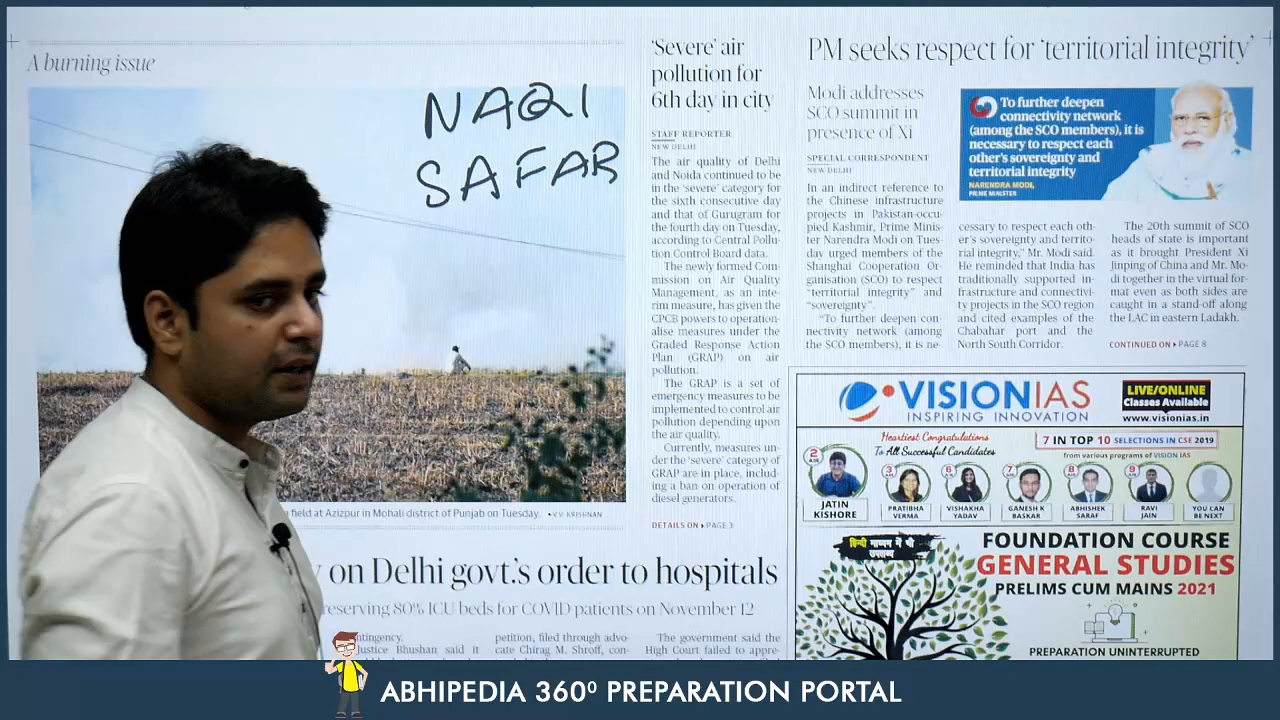 A burning issue
NAQI
SAFAR
field at Azizpur in Mohali district of Punjab on Tuesday. • V.V. KRISHNAN
on Delhi govt.'s order to hospitals
reserving 80% ICU beds for COVID patients on November 12
ntingency.
ustice Bhushan said it
petition, filed through advo-
cate Chirag M. Shroff, con-
The government said the
High Court failed to appre-
'Severe' air
pollution for
6th day in city
STAFF REPORTER
NEW DELHI
The air quality of Delhi
and Noida continued to be
in the 'severe' category for
the sixth consecutive day
and that of Gurugram for
the fourth day on Tuesday,
according to Central Pollu-
tion Control Board data.
The newly formed Com-
mission on Air Quality
Management, as an inte-
rim measure, has given the
CPCB powers to operation-
alise measures under the
Graded Response Action
Plan (GRAP) on air
pollution.
The GRAP is a set of
emergency measures to be
implemented to control air
pollution depending upon
the air quality.
Currently, measures un-
der the 'severe' category of
GRAP are in place, includ-
ing a ban on operation of
diesel generators.
DETAILS ON ▸ PAGE 3
PM seeks respect for 'territorial integrity'
Modi addresses
SCO summit in
presence of Xi
SPECIAL CORRESPONDENT
NEW DELHI
In an indirect reference to
the Chinese infrastructure
projects in Pakistan-occu-
pied Kashmir, Prime Minis-
ter Narendra Modi on Tues-
day urged members of the
Shanghai Cooperation Or-
ganisation (SCO) to respect
"territorial integrity" and
"sovereignty".
"To further deepen con-
nectivity network (among
the SCO members), it is ne-
To further deepen
connectivity network
(among the SCO members), it is
necessary to respect each
other's sovereignty and
territorial integrity
NARENDRA MODI,
PRIME MINISTER
cessary to respect each oth-
er's sovereignty and territo-
rial integrity," Mr. Modi said.
He reminded that India has
traditionally supported in-
frastructure and connectivi-
ty projects in the SCO region
and cited examples of the
Chabahar port and the
North South Corridor.
The 20th summit of SCO
heads of state is important
as it brought President Xi
Jinping of China and Mr. Mo-
di together in the virtual for-
mat even as both sides are
caught in a stand-off along
the LAC in eastern Ladakh.
CONTINUED ON ▸ PAGE 8
VISIONIAS
INSPIRING INNOVATION
LIVE/ONLINE
Classes Available
www.visionias.in
Heartiest Congratulations
To All Successful Candidates
7 IN TOP 10 SELECTIONS IN CSE 2019
from various programs of VISION IAS
2 AIR
JATIN
KISHORE
3 AIR
PRATIBHA
VERMA
6 AIR
VISHAKHA
YADAV
7 AIR
GANESH K
BASKAR
8 AIR
ABHISHEK
SARAF
9 AIR
RAVI
JAIN
YOU CAN
BE NEXT
हिन्दी माध्यम में भी
उपलब्ध
FOUNDATION COURSE
GENERAL STUDIES
PRELIMS CUM MAINS 2021
PREPARATION UNINTERRUPTED
ABHIPEDIA 360⁰ PREPARATION PORTAL